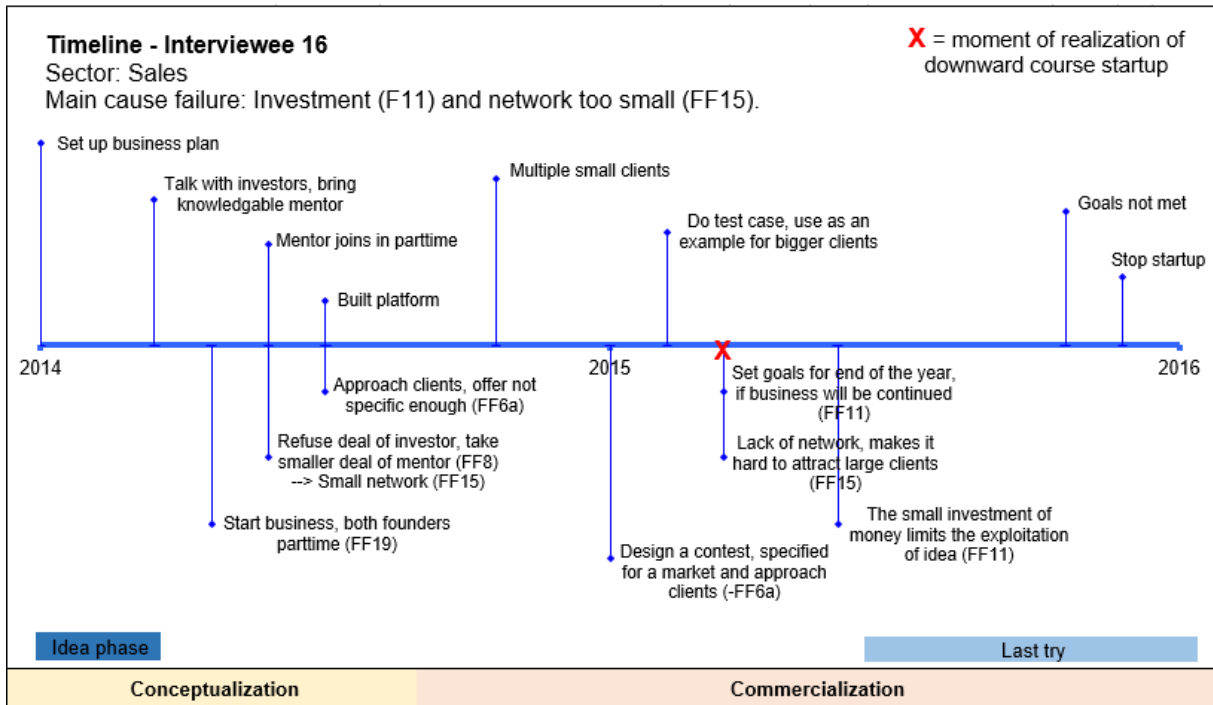 Timeline - Interviewee 16
Sector: Sales
Main cause failure: Investment (F11) and network too small (FF15).
X = moment of realization of
downward course startup
Set up business plan
Talk with investors, bring
knowledgable mentor
Mentor joins in parttime
Built platform
Multiple small clients
Do test case, use as an
example for bigger clients
Goals not met
Stop startup
2014
2015
2016
X
Approach clients, offer not
specific enough (FF6a)
Refuse deal of investor, take
smaller deal of mentor (FF8)
--> Small network (FF15)
Start business, both founders
parttime (FF19)
Set goals for end of the year,
if business will be continued
(FF11)
Lack of network, makes it
hard to attract large clients
(FF15)
The small investment of
money limits the exploitation
of idea (FF11)
Design a contest, specified
for a market and approach
clients (-FF6a)
Idea phase
Last try
Conceptualization
Commercialization